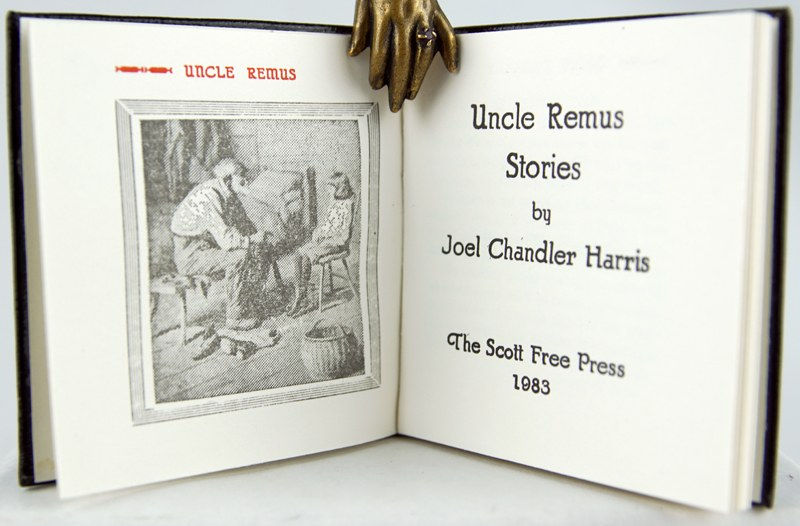 UNCLE REMUS
Uncle Remus
Stories
by
Joel Chandler Harris
The Scott Free Press
1983